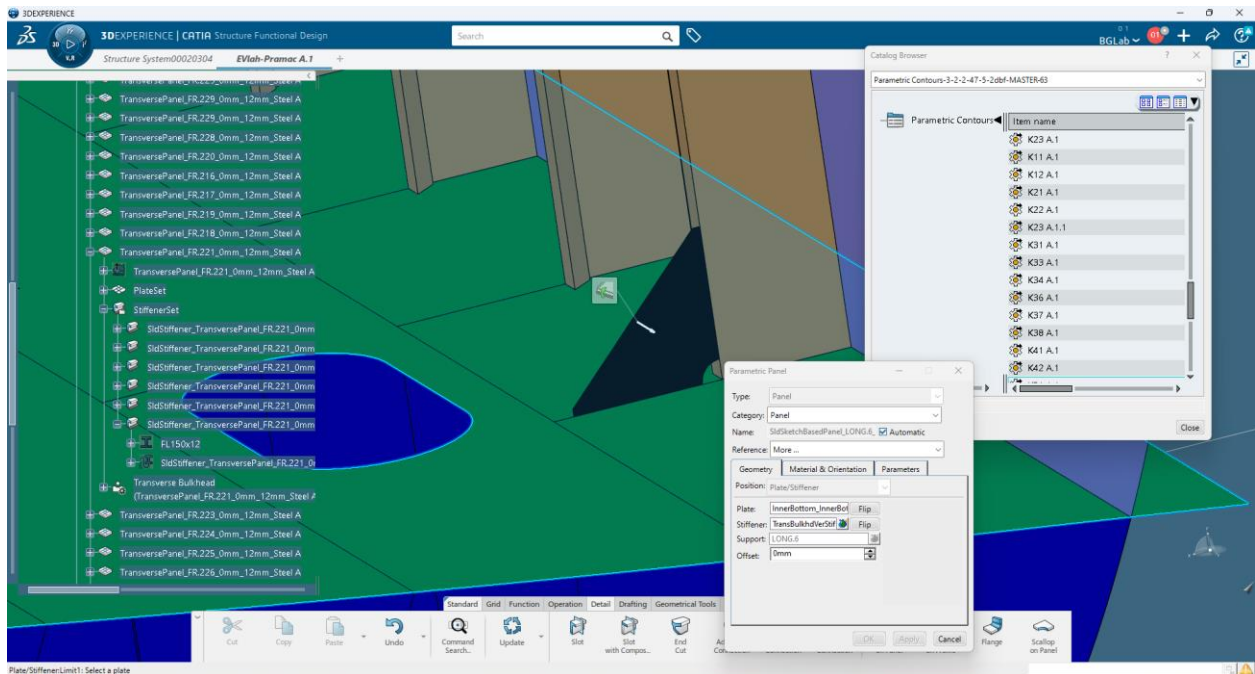 3DEXPERIENCE
3DEXPERIENCE | CATIA Structure Functional Design
Search
BGLab
V.R
Structure System00020304
EVlah-Pramac A.1
TransversePanel_FR.229_0mm_12mm_Steel A
TransversePanel_FR.229_0mm_12mm_Steel A
TransversePanel_FR.228_0mm_12mm_Steel A
TransversePanel_FR.220_0mm_12mm_Steel A
TransversePanel_FR.216_0mm_12mm_Steel A
TransversePanel_FR.217_0mm_12mm_Steel A
TransversePanel_FR.219_0mm_12mm_Steel A
TransversePanel_FR.218_0mm_12mm_Steel A
TransversePanel_FR.221_0mm_12mm_Steel A
TransversePanel_FR.221_0mm_12mm_Steel A
PlateSet
StiffenerSet
SldStiffener_TransversePanel_FR.221_0mm
SldStiffener_TransversePanel_FR.221_0mm
SldStiffener_TransversePanel_FR.221_0mm
SldStiffener_TransversePanel_FR.221_0mm
SldStiffener_TransversePanel_FR.221_0mm
SldStiffener_TransversePanel_FR.221_0mm
FL150x12
SldStiffener_TransversePanel_FR.221_0
Transverse Bulkhead
(TransversePanel_FR.221_0mm_12mm_Steel
TransversePanel_FR.223_0mm_12mm_Steel A
TransversePanel_FR.224_0mm_12mm_Steel A
TransversePanel_FR.225_0mm_12mm_Steel A
TransversePanel_FR.226_0mm_12mm_Steel A
Catalog Browser
Parametric Contours-3-2-2-47-5-2dbf-MASTER-63
Parametric Contours
Item name
K23 A.1
K11 A.1
K12 A.1
K21 A.1
K22 A.1
K23 A.1.1
K31 A.1
K33 A.1
K34 A.1
K36 A.1
K37 A.1
K38 A.1
K41 A.1
K42 A.1
Close
Parametric Panel
Type: Panel
Category: Panel
Name: SldSketchBasedPanel_LONG.6_ Automatic
Reference: More ...
Geometry Material & Orientation Parameters
Position: Plate/Stiffener
Plate: InnerBottom_InnerBot Flip
Stiffener: TransBulkhdVerStif Flip
Support: LONG.6
Offset: 0mm
OK Apply Cancel
Standard Grid Function Operation Detail Drafting Geometrical Tools
Cut
Copy
Paste
Undo
Command Search...
Update
Slot
Slot with Compos..
End Cut
Flange
Scallop on Panel
Plate/Stiffener:Limit1: Select a plate